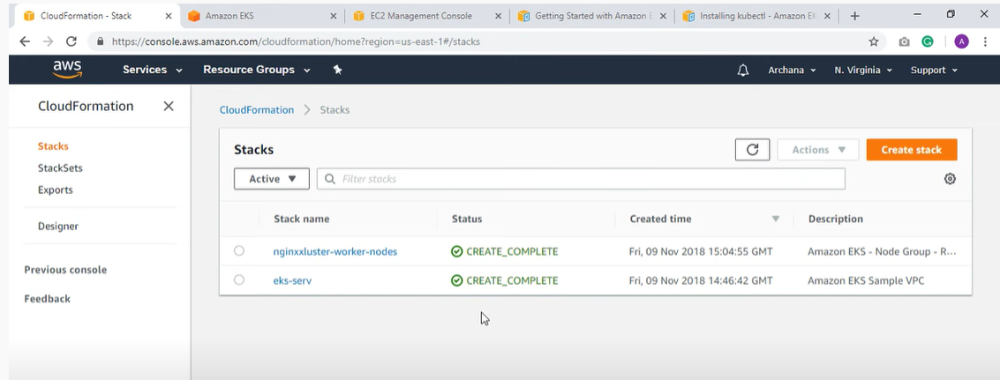 CloudFormation - Stack
Amazon EKS
EC2 Management Console
Getting Started with Amazon E
Installing kubectl - Amazon EK
https://console.aws.amazon.com/cloudformation/home?region=us-east-1#/stacks
A
aws
Services
Resource Groups
Archana
N. Virginia
Support
CloudFormation
CloudFormation > Stacks
Stacks
StackSets
Exports
Designer
Previous console
Feedback
Stacks
Actions
Create stack
Active
Filter stacks
Stack name Status Created time Description
nginxxluster-worker-nodes CREATE_COMPLETE Fri, 09 Nov 2018 15:04:55 GMT Amazon EKS - Node Group - R...
eks-serv CREATE_COMPLETE Fri, 09 Nov 2018 14:46:42 GMT Amazon EKS Sample VPC